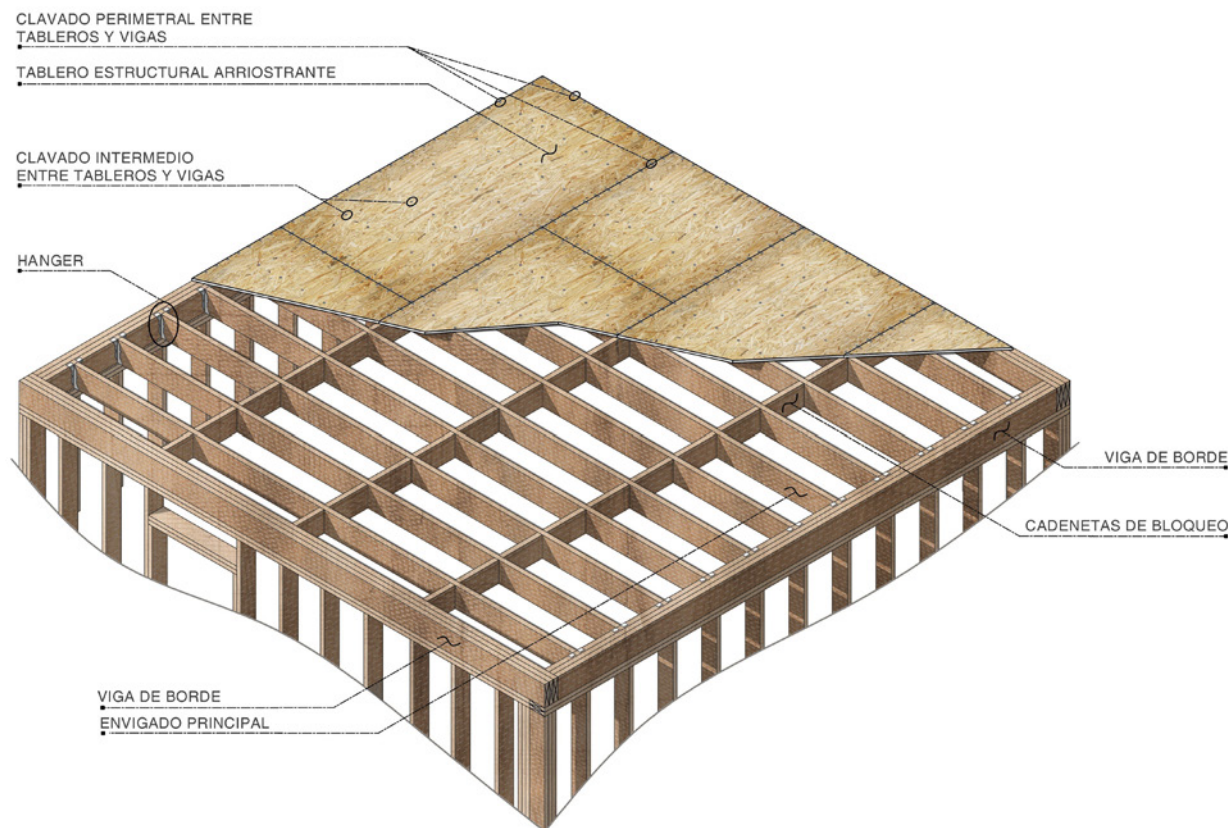 CLAVADO PERIMETRAL ENTRE
TABLEROS Y VIGAS
TABLERO ESTRUCTURAL ARRIOSTRANTE
CLAVADO INTERMEDIO
ENTRE TABLEROS Y VIGAS
HANGER
VIGA DE BORDE
CADENETAS DE BLOQUEO
VIGA DE BORDE
ENVIGADO PRINCIPAL